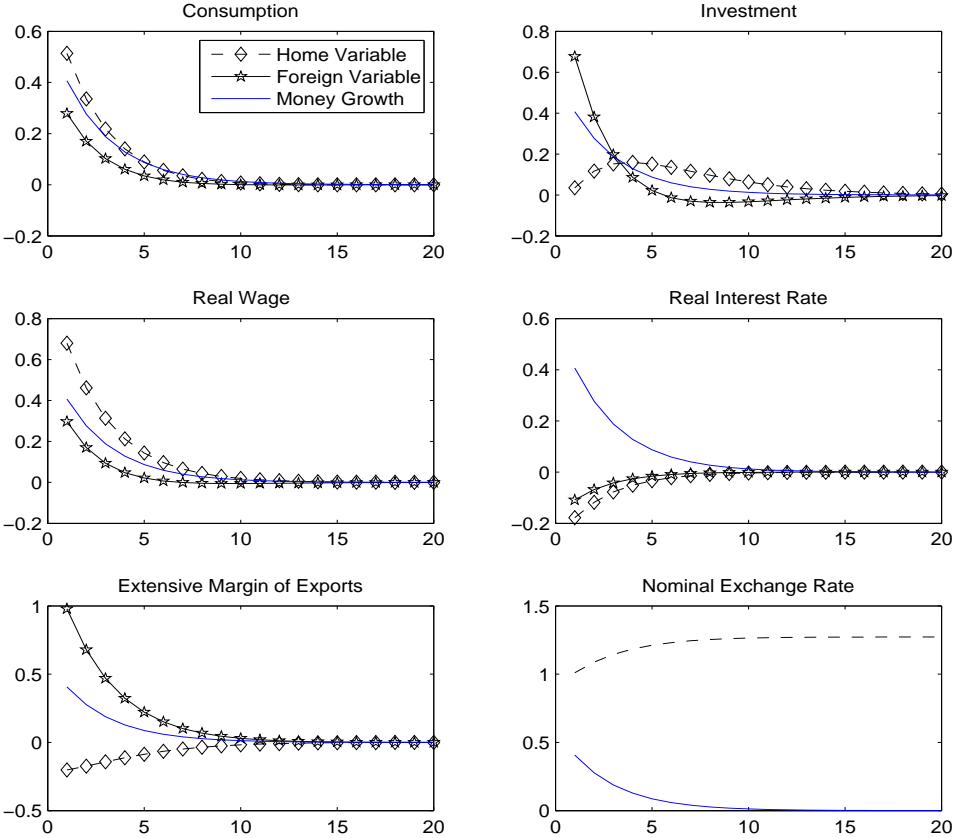 Consumption
0.6
0.4
0.2
0
−0.2
0 5 10 15 20
Home Variable
Foreign Variable
Money Growth
Investment
0.8
0.6
0.4
0.2
0
−0.2
0 5 10 15 20
Real Wage
0.8
0.6
0.4
0.2
0
−0.2
0 5 10 15 20
Real Interest Rate
0.6
0.4
0.2
0
−0.2
0 5 10 15 20
Extensive Margin of Exports
1
0.5
0
−0.5
0 5 10 15 20
Nominal Exchange Rate
1.5
1
0.5
0
0 5 10 15 20